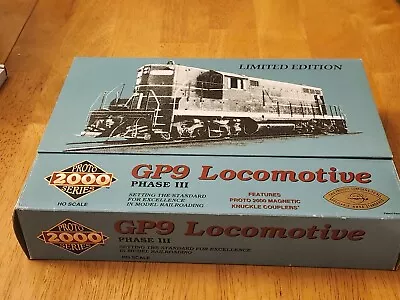 LIMITED EDITION
PROTO
2000
SERIES
HO SCALE
GP9 Locomotive
PHASE III
SETTING THE STANDARD
FOR EXCELLENCE
IN MODEL RAILROADING
FEATURES
PROTO 2000 MAGNETIC
KNUCKLE COUPLERS
PROTO
2000
SERIES
HO SCALE
GP9 Locomotive
PHASE III
SETTING THE STANDARD FOR EXCELLENCE
IN MODEL RAILROADING